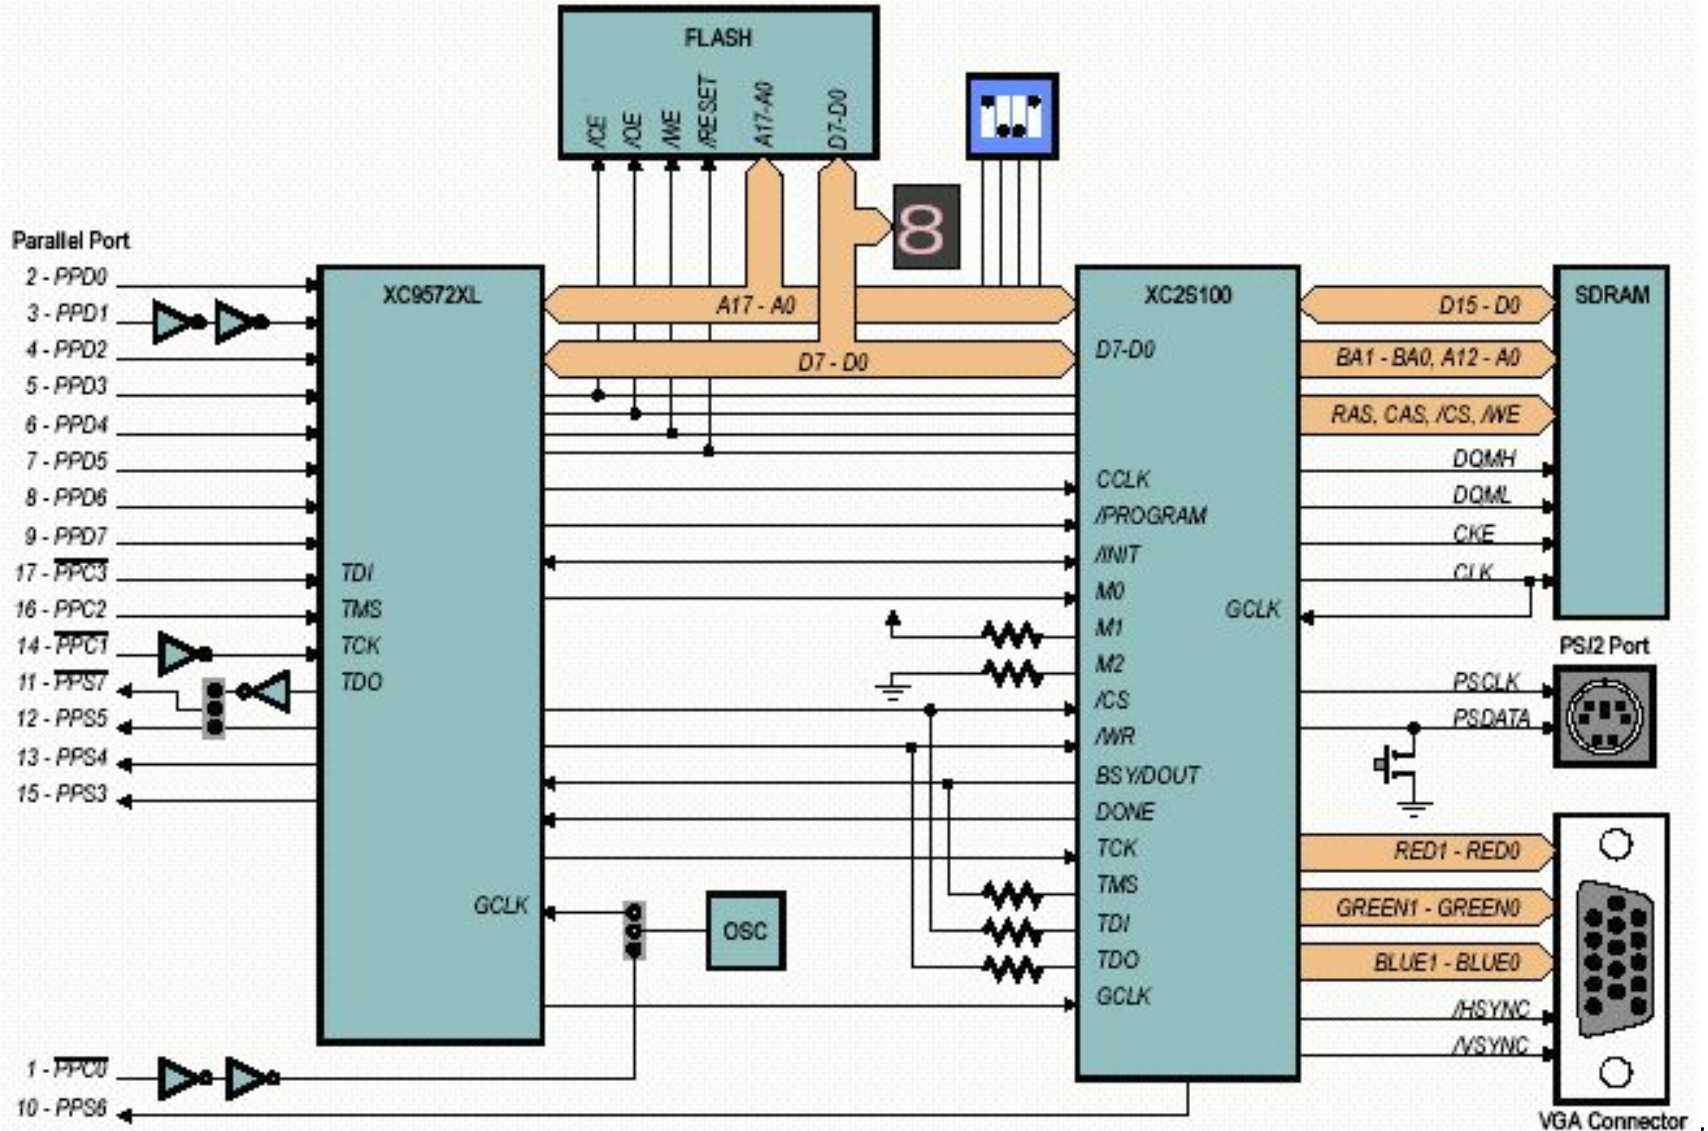 FLASH
/CE
/OE
/WE
/RESET
A17-A0
D7-D0
8
Parallel Port
2 - PPD0
3 - PPD1
4 - PPD2
5 - PPD3
6 - PPD4
7 - PPD5
8 - PPD6
9 - PPD7
17 - PPC3
16 - PPC2
14 - PPC1
11 - PPS7
12 - PPS5
13 - PPS4
15 - PPS3
1 - PPC0
10 - PPS6
XC9572XL
TDI
TMS
TCK
TDO
GCLK
A17 - A0
D7 - D0
OSC
XC2S100
D7-D0
CCLK
/PROGRAM
/INIT
M0
M1
M2
/CS
/WR
BSY/DOUT
DONE
TCK
TMS
TDI
TDO
GCLK
GCLK
D15 - D0
BA1 - BA0, A12 - A0
RAS, CAS, /CS, /WE
DQMH
DQML
CKE
CLK
SDRAM
PS/2 Port
PSCLK
PSDATA
RED1 - RED0
GREEN1 - GREEN0
BLUE1 - BLUE0
/HSYNC
/VSYNC
VGA Connector